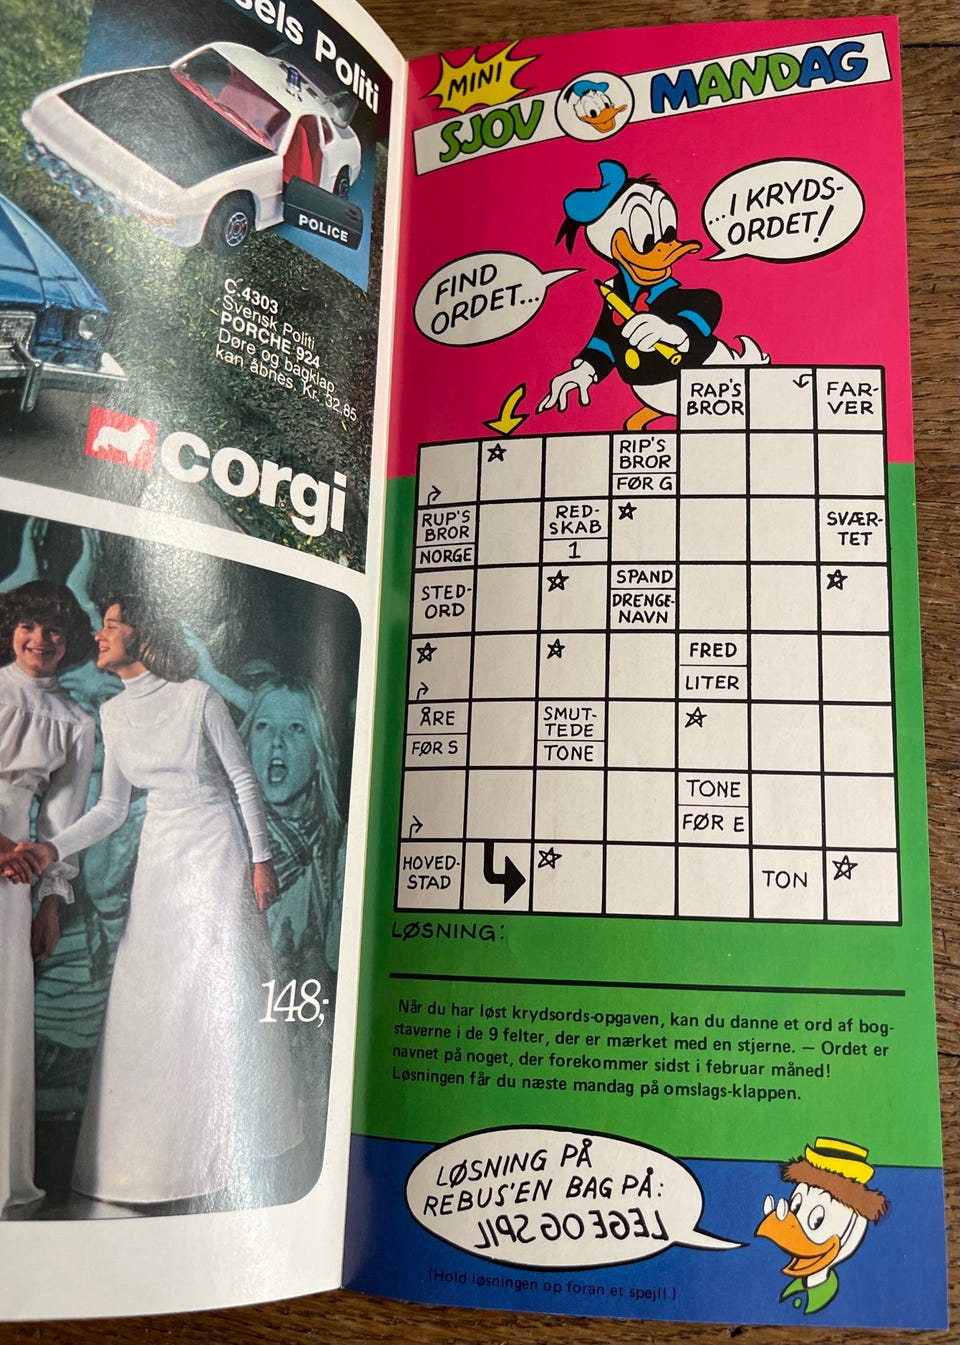 sels Politi
POLICE
C.4303
Svensk Politi
PORCHE 924
Døre og bagklap
kan åbnes. Kr. 32.85
corgi
148;-
MINI
SJOV MANDAG
FIND
ORDET...
...I KRYDS-
ORDET!
RAP'S
BROR
FAR-
VER
RIP'S
BROR
FØR G
RUP'S
BROR
NORGE
RED-
SKAB
1
SVÆR-
TET
STED-
ORD
SPAND
DRENGE-
NAVN
FRED
LITER
ÅRE
FØR S
SMUT-
TEDE
TONE
TONE
FØR E
HOVED-
STAD
TON
LØSNING:
Når du har løst krydsords-opgaven, kan du danne et ord af bog-
staverne i de 9 felter, der er mærket med en stjerne. — Ordet er
navnet på noget, der forekommer sidst i februar måned!
Løsningen får du næste mandag på omslags-klappen.
LØSNING PÅ
REBUS'EN BAG PÅ:
LEGE OG SPIL
(Hold løsningen op foran et spejl!)